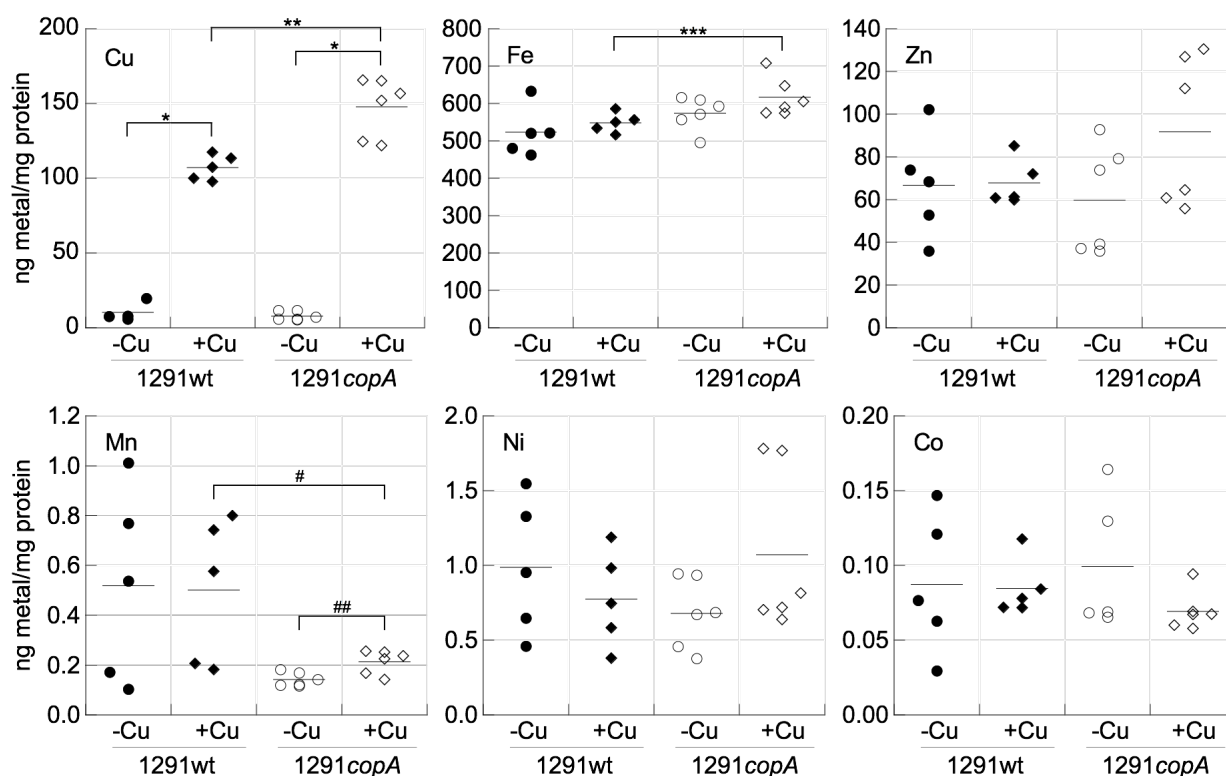 200
150
100
50
0
Cu
**
*
*
ng metal/mg protein
-Cu +Cu -Cu +Cu
1291wt 1291copA
800
700
600
500
400
300
200
100
0
Fe
***
-Cu +Cu -Cu +Cu
1291wt 1291copA
140
120
100
80
60
40
20
0
Zn
-Cu +Cu -Cu +Cu
1291wt 1291copA
1.2
1.0
0.8
0.6
0.4
0.2
0.0
Mn
#
##
ng metal/mg protein
-Cu +Cu -Cu +Cu
1291wt 1291copA
2.0
1.5
1.0
0.5
0.0
Ni
-Cu +Cu -Cu +Cu
1291wt 1291copA
0.20
0.15
0.10
0.05
0.00
Co
-Cu +Cu -Cu +Cu
1291wt 1291copA